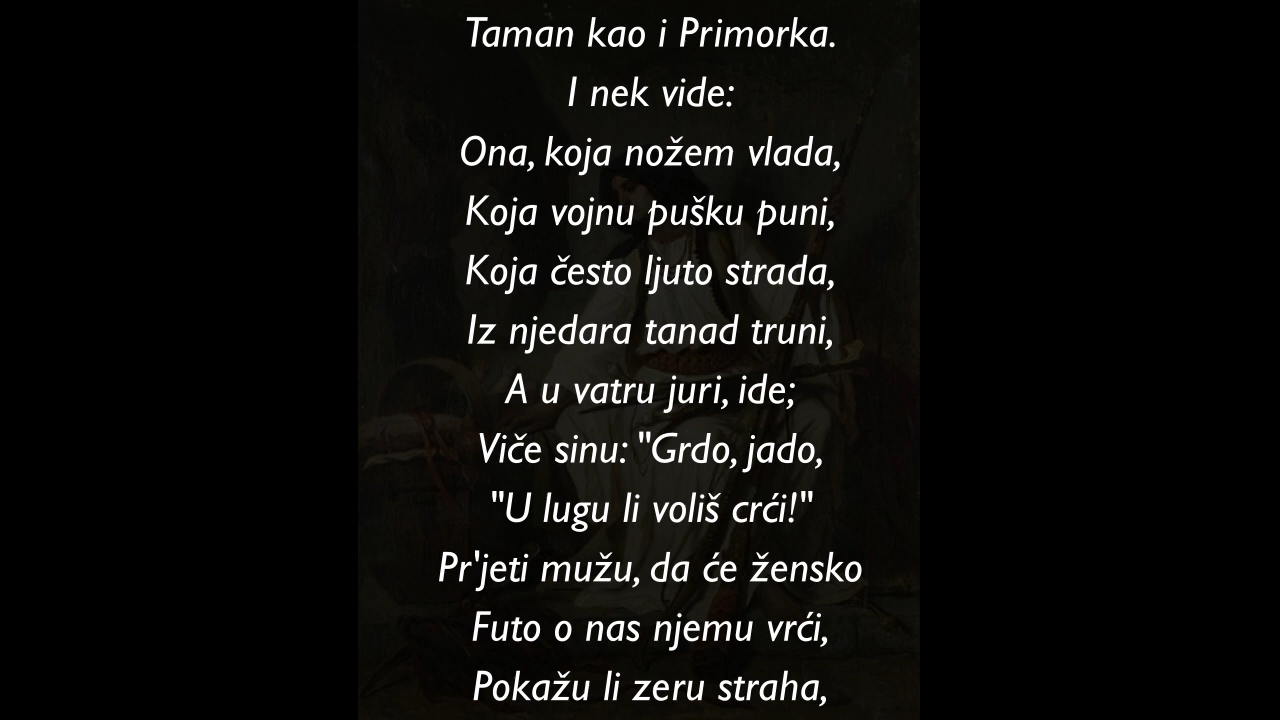 Taman kao i Primorka.
I nek vide:
Ona, koja nožem vlada,
Koja vojnu pušku puni,
Koja često ljuto strada,
Iz njedara tanad truni,
A u vatru juri, ide;
Viče sinu: "Grdo, jado,
"U lugu li voliš crći!"
Pr'jeti mužu, da će žensko
Futo o nas njemu vrći,
Pokažu li zeru straha,